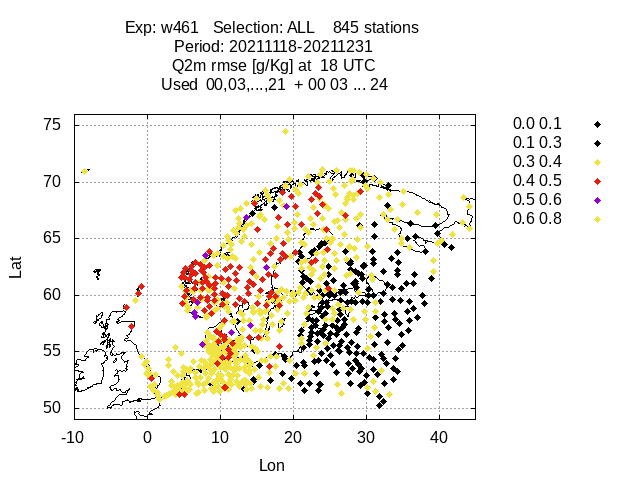 Exp: w461 Selection: ALL 845 stations
Period: 20211118-20211231
Q2m rmse [g/Kg] at 18 UTC
Used 00,03,...,21 + 00 03 ... 24
75
70
65
60
55
50
Lat
-10 0 10 20 30 40
Lon
0.0 0.1
0.1 0.3
0.3 0.4
0.4 0.5
0.5 0.6
0.6 0.8